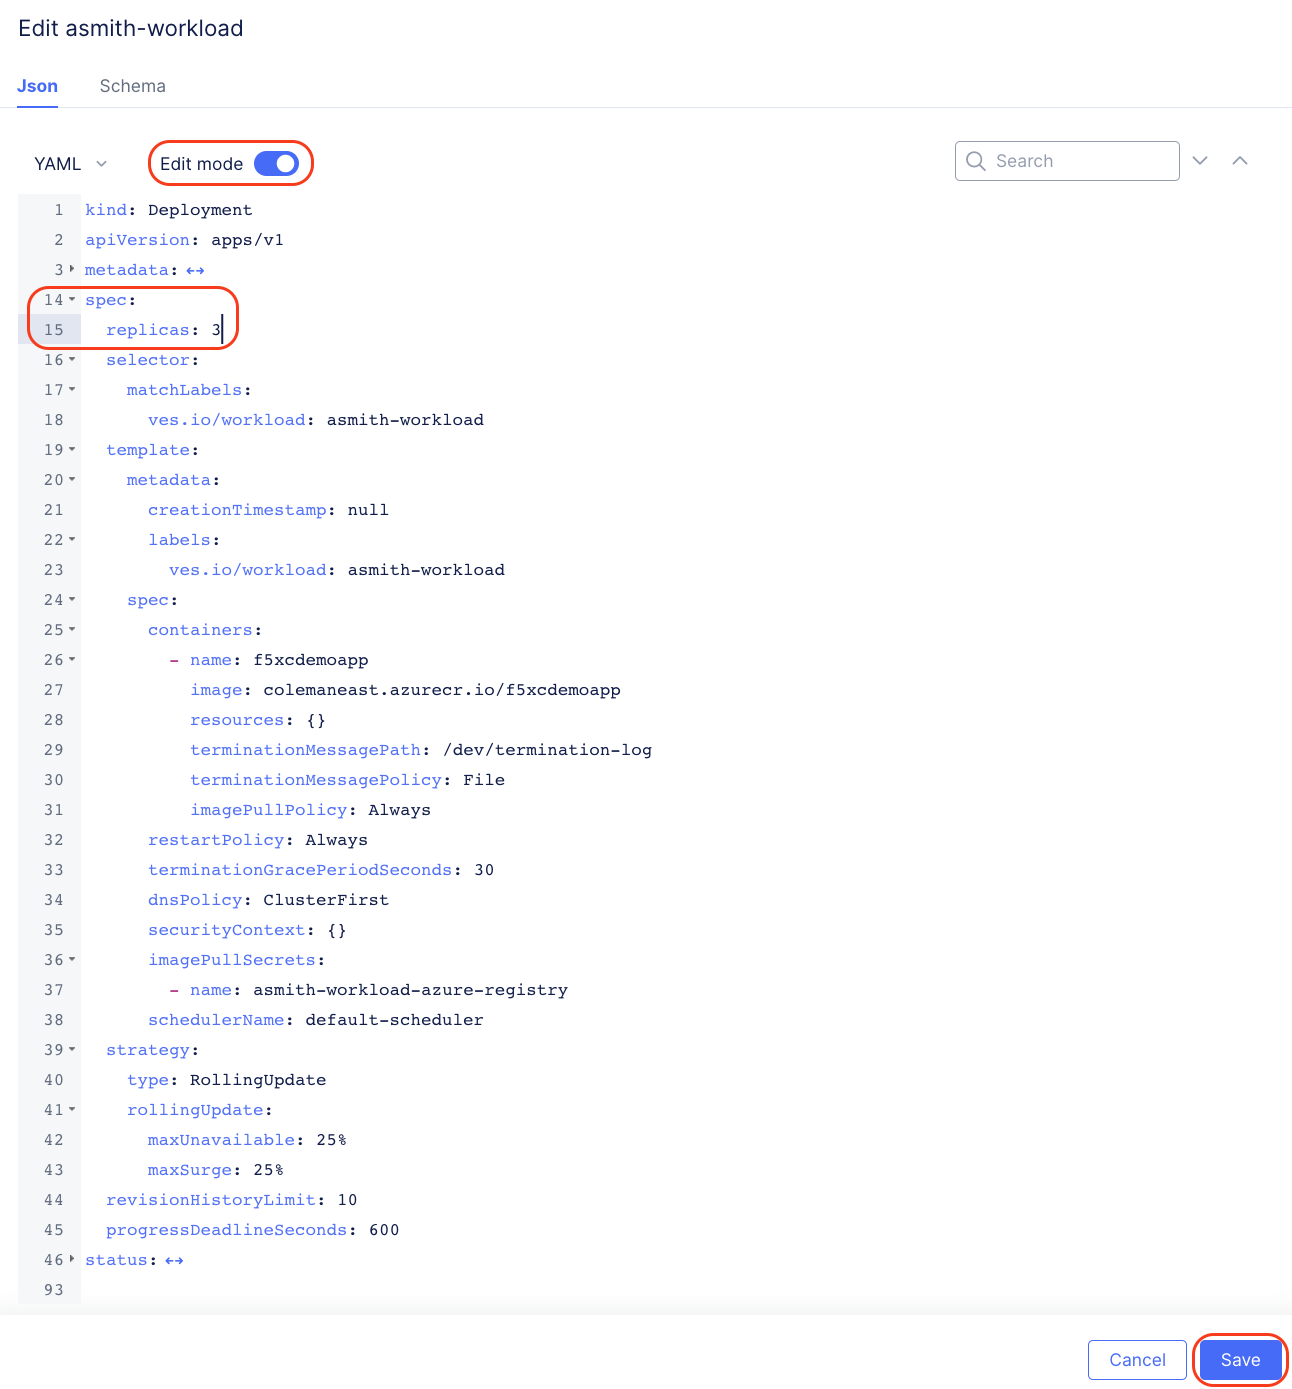 Edit asmith-workload
Json Schema
YAML Edit mode Search
1 kind: Deployment
2 apiVersion: apps/v1
3 metadata: ↔
14 spec:
15 replicas: 3
16 selector:
17 matchLabels:
18 ves.io/workload: asmith-workload
19 template:
20 metadata:
21 creationTimestamp: null
22 labels:
23 ves.io/workload: asmith-workload
24 spec:
25 containers:
26 - name: f5xcdemoapp
27 image: colemaneast.azurecr.io/f5xcdemoapp
28 resources: {}
29 terminationMessagePath: /dev/termination-log
30 terminationMessagePolicy: File
31 imagePullPolicy: Always
32 restartPolicy: Always
33 terminationGracePeriodSeconds: 30
34 dnsPolicy: ClusterFirst
35 securityContext: {}
36 imagePullSecrets:
37 - name: asmith-workload-azure-registry
38 schedulerName: default-scheduler
39 strategy:
40 type: RollingUpdate
41 rollingUpdate:
42 maxUnavailable: 25%
43 maxSurge: 25%
44 revisionHistoryLimit: 10
45 progressDeadlineSeconds: 600
46 status: ↔
93
Cancel Save